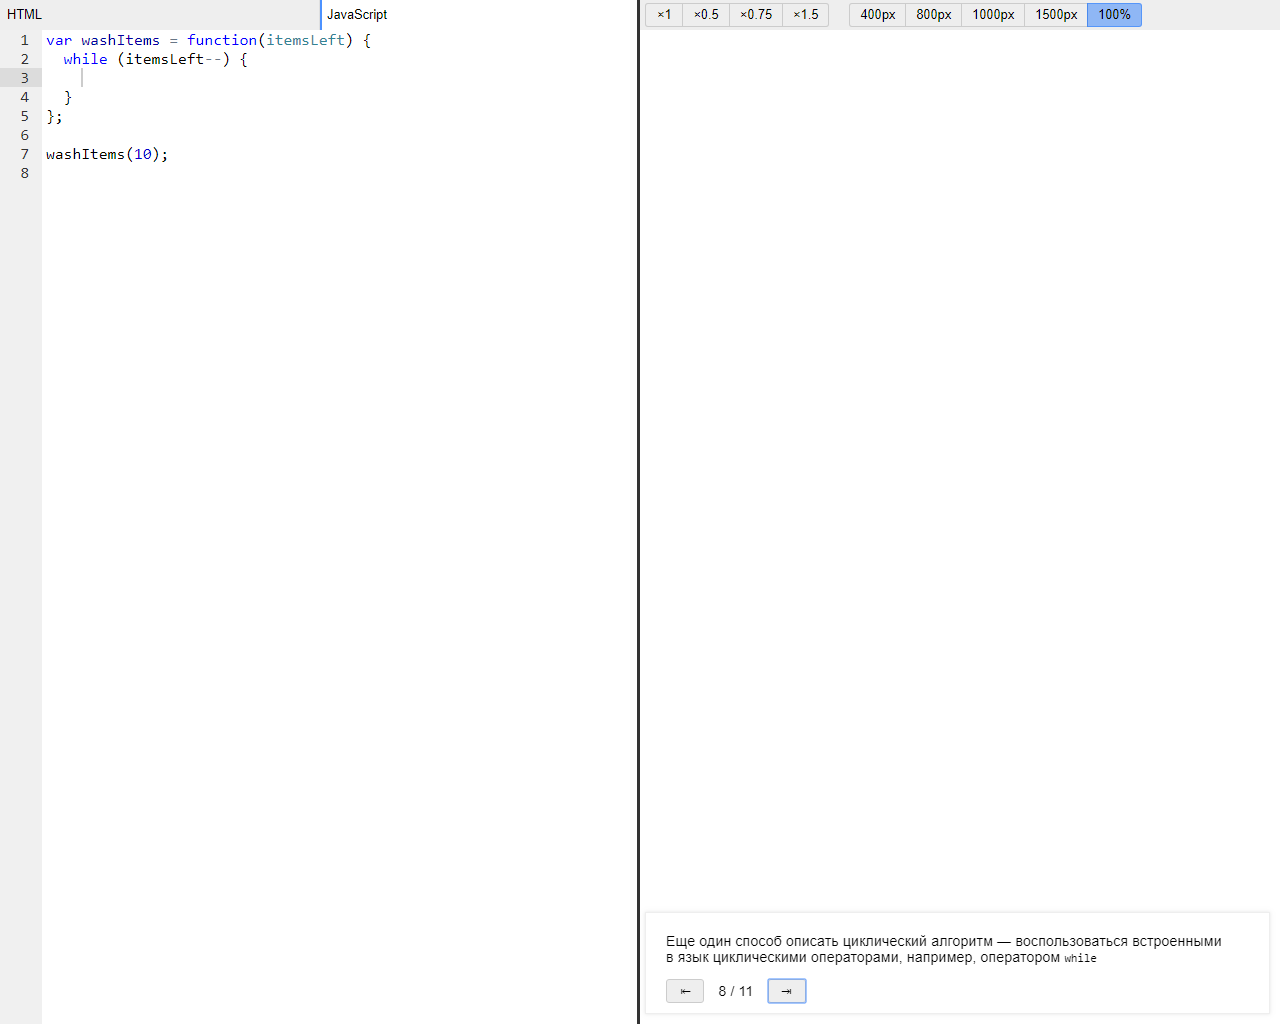 HTML
JavaScript
×1 ×0.5 ×0.75 ×1.5 400px 800px 1000px 1500px 100%
1 var washItems = function(itemsLeft) {
2   while (itemsLeft--) {
3
4   }
5 };
6
7 washItems(10);
8
Еще один способ описать циклический алгоритм — воспользоваться встроенными
в язык циклическими операторами, например, оператором while
⇤ 8 / 11 ⇥